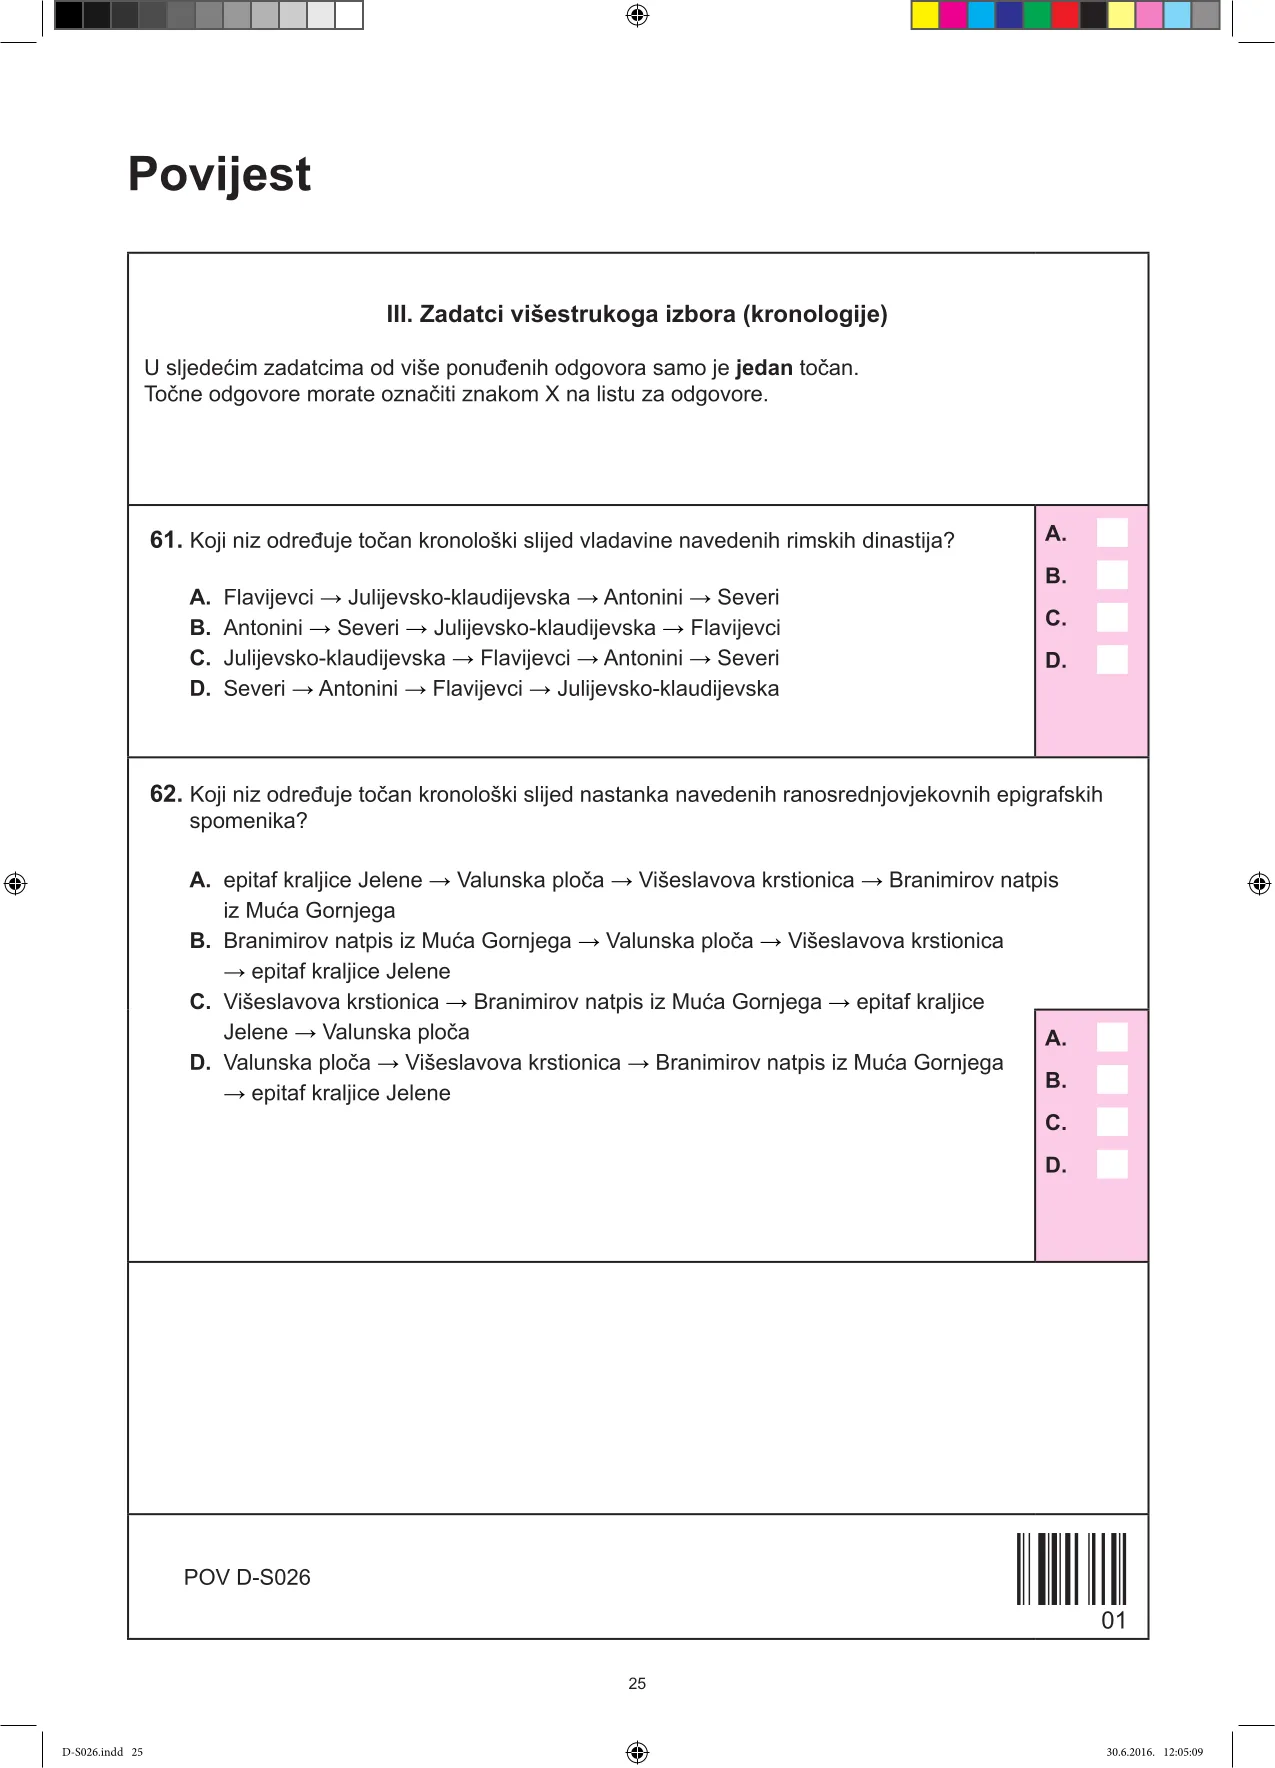 Povijest
III. Zadatci višestrukoga izbora (kronologije)
U sljedećim zadatcima od više ponuđenih odgovora samo je jedan točan.
Točne odgovore morate označiti znakom X na listu za odgovore.
61. Koji niz određuje točan kronološki slijed vladavine navedenih rimskih dinastija?
A. Flavijevci → Julijevsko-klaudijevska → Antonini → Severi
B. Antonini → Severi → Julijevsko-klaudijevska → Flavijevci
C. Julijevsko-klaudijevska → Flavijevci → Antonini → Severi
D. Severi → Antonini → Flavijevci → Julijevsko-klaudijevska
A.
B.
C.
D.
62. Koji niz određuje točan kronološki slijed nastanka navedenih ranosrednjovjekovnih epigrafskih
spomenika?
A. epitaf kraljice Jelene → Valunska ploča → Višeslavova krstionica → Branimirov natpis
iz Muća Gornjega
B. Branimirov natpis iz Muća Gornjega → Valunska ploča → Višeslavova krstionica
→ epitaf kraljice Jelene
C. Višeslavova krstionica → Branimirov natpis iz Muća Gornjega → epitaf kraljice
Jelene → Valunska ploča
D. Valunska ploča → Višeslavova krstionica → Branimirov natpis iz Muća Gornjega
→ epitaf kraljice Jelene
A.
B.
C.
D.
POV D-S026
01
25
D-S026.indd 25
30.6.2016. 12:05:09